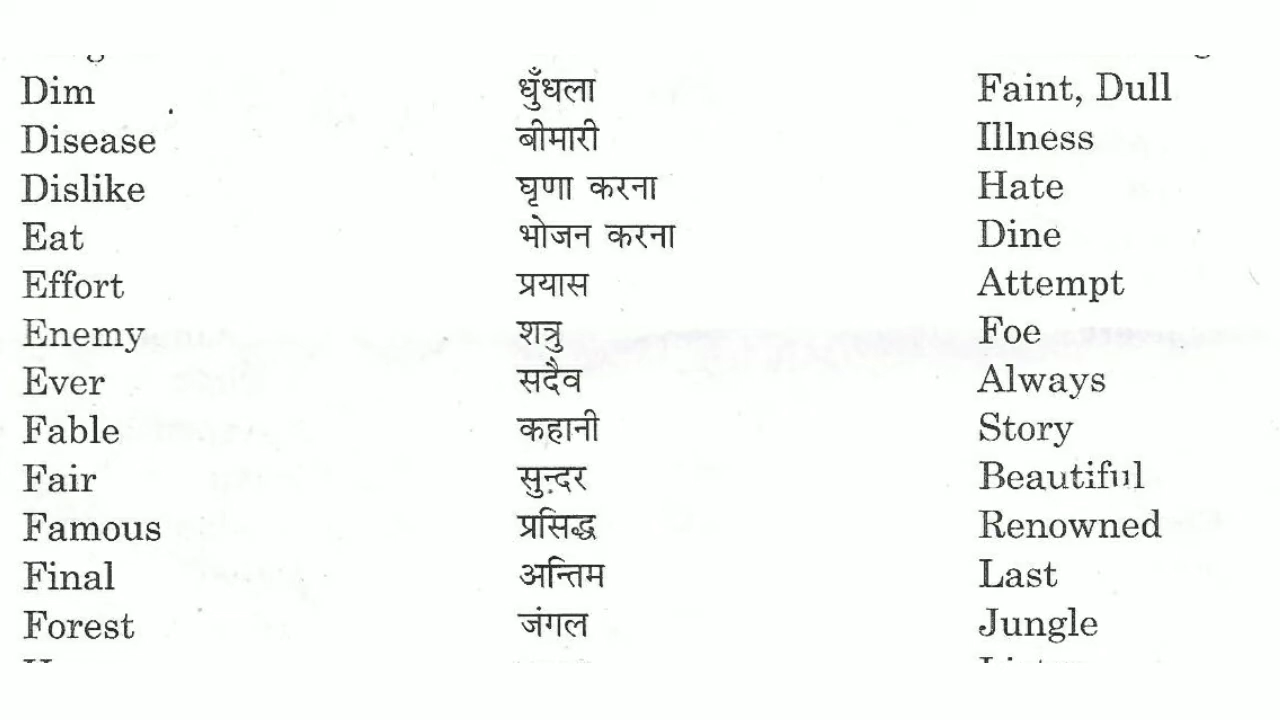 Dim धुँधला Faint, Dull
Disease बीमारी Illness
Dislike घृणा करना Hate
Eat भोजन करना Dine
Effort प्रयास Attempt
Enemy शत्रु Foe
Ever सदैव Always
Fable कहानी Story
Fair सुन्दर Beautiful
Famous प्रसिद्ध Renowned
Final अन्तिम Last
Forest जंगल Jungle